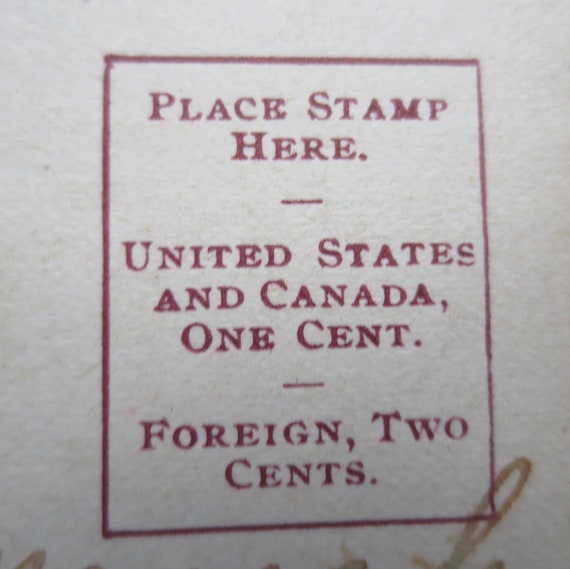 PLACE STAMP
HERE.
—
UNITED STATES
AND CANADA,
ONE CENT.
—
FOREIGN, TWO
CENTS.